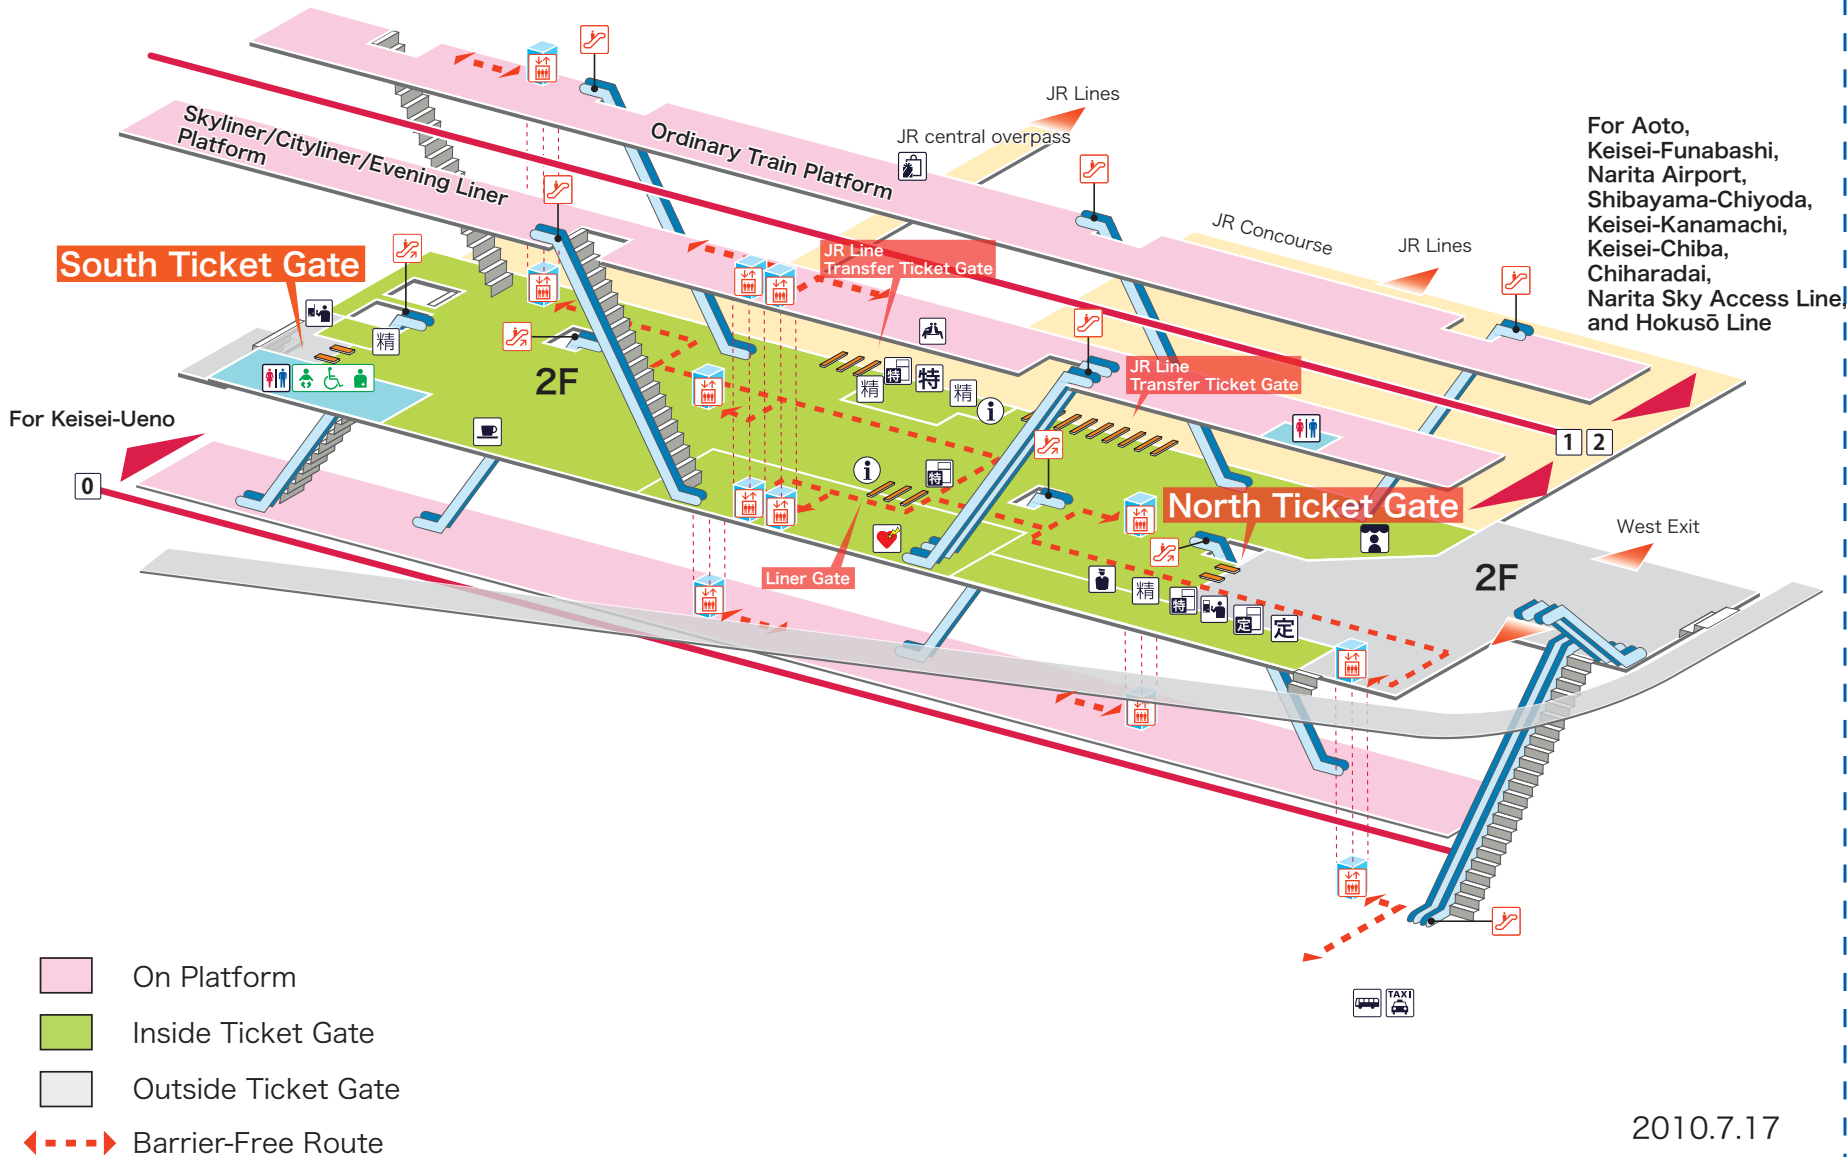 JR Lines
JR central overpass
Ordinary Train Platform
Skyliner/Cityliner/Evening Liner
Platform
For Aoto,
Keisei-Funabashi,
Narita Airport,
Shibayama-Chiyoda,
Keisei-Kanamachi,
Keisei-Chiba,
Chiharadai,
Narita Sky Access Line,
and Hokusō Line
JR Concourse
JR Lines
South Ticket Gate
JR Line
Transfer Ticket Gate
精
2F
特
特
精
精
i
JR Line
Transfer Ticket Gate
For Keisei-Ueno
1 2
0
i
特
North Ticket Gate
West Exit
Liner Gate
2F
精
特
定
定
TAXI
On Platform
Inside Ticket Gate
Outside Ticket Gate
Barrier-Free Route
2010.7.17